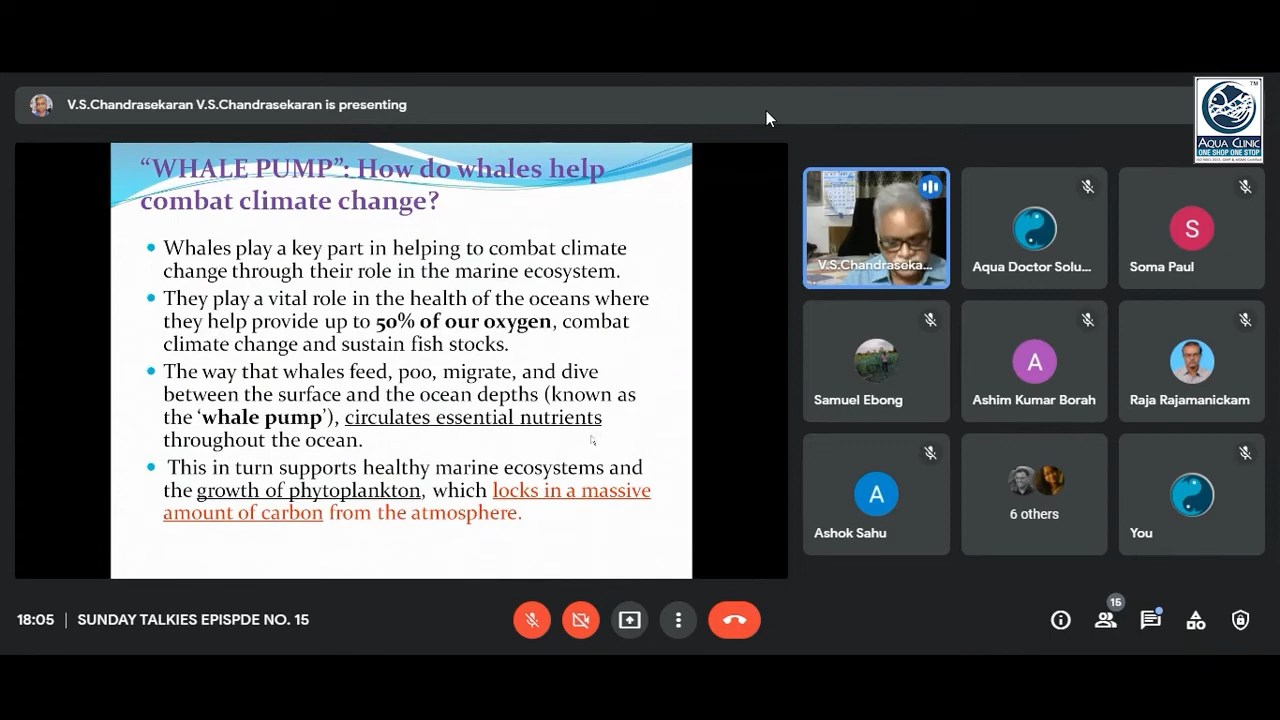 V.S.Chandrasekaran V.S.Chandrasekaran is presenting
TM
AQUA CLINIC
ONE SHOP ONE STOP
“WHALE PUMP”: How do whales help
combat climate change?
• Whales play a key part in helping to combat climate
change through their role in the marine ecosystem.
• They play a vital role in the health of the oceans where
they help provide up to 50% of our oxygen, combat
climate change and sustain fish stocks.
• The way that whales feed, poo, migrate, and dive
between the surface and the ocean depths (known as
the ‘whale pump’), circulates essential nutrients
throughout the ocean.
• This in turn supports healthy marine ecosystems and
the growth of phytoplankton, which locks in a massive
amount of carbon from the atmosphere.
V.S.Chandraseka...
Aqua Doctor Solu...
S
Soma Paul
Samuel Ebong
A
Ashim Kumar Borah
Raja Rajamanickam
A
Ashok Sahu
6 others
You
18:05 | SUNDAY TALKIES EPISPDE NO. 15
15